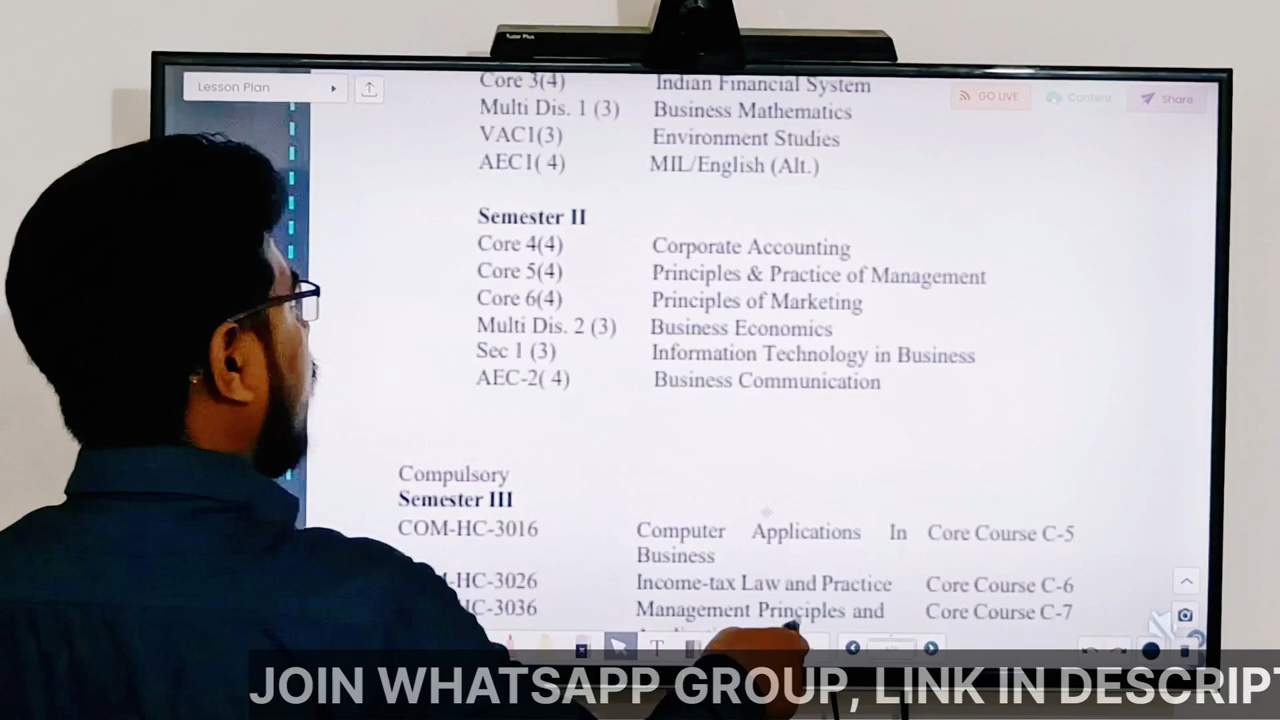 Tutor Plus
Lesson Plan
GO LIVE
Content
Share
Core 3(4) Indian Financial System
Multi Dis. 1 (3) Business Mathematics
VAC1(3) Environment Studies
AEC1( 4) MIL/English (Alt.)
Semester II
Core 4(4) Corporate Accounting
Core 5(4) Principles & Practice of Management
Core 6(4) Principles of Marketing
Multi Dis. 2 (3) Business Economics
Sec 1 (3) Information Technology in Business
AEC-2( 4) Business Communication
Compulsory
Semester III
COM-HC-3016 Computer Applications In Core Course C-5
Business
-HC-3026 Income-tax Law and Practice Core Course C-6
C-3036 Management Principles and Core Course C-7
T
JOIN WHATSAPP GROUP, LINK IN DESCRIP